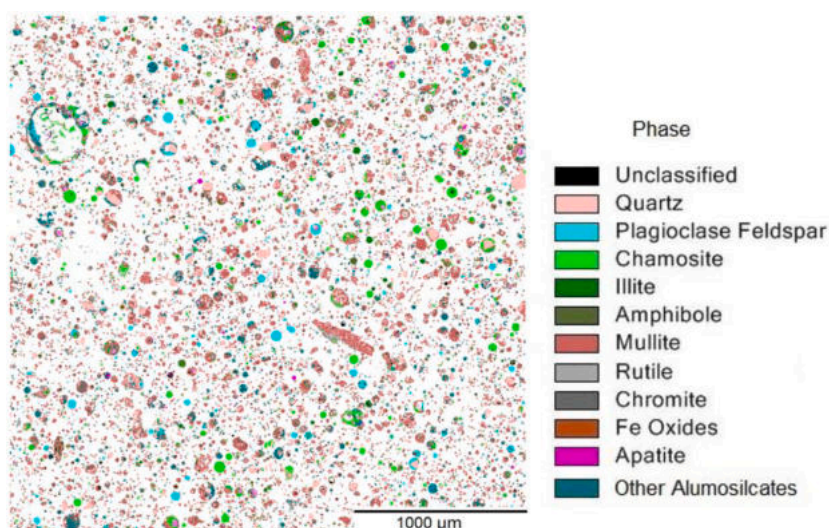 Phase
Unclassified
Quartz
Plagioclase Feldspar
Chamosite
Illite
Amphibole
Mullite
Rutile
Chromite
Fe Oxides
Apatite
Other Alumosilcates
1000 µm